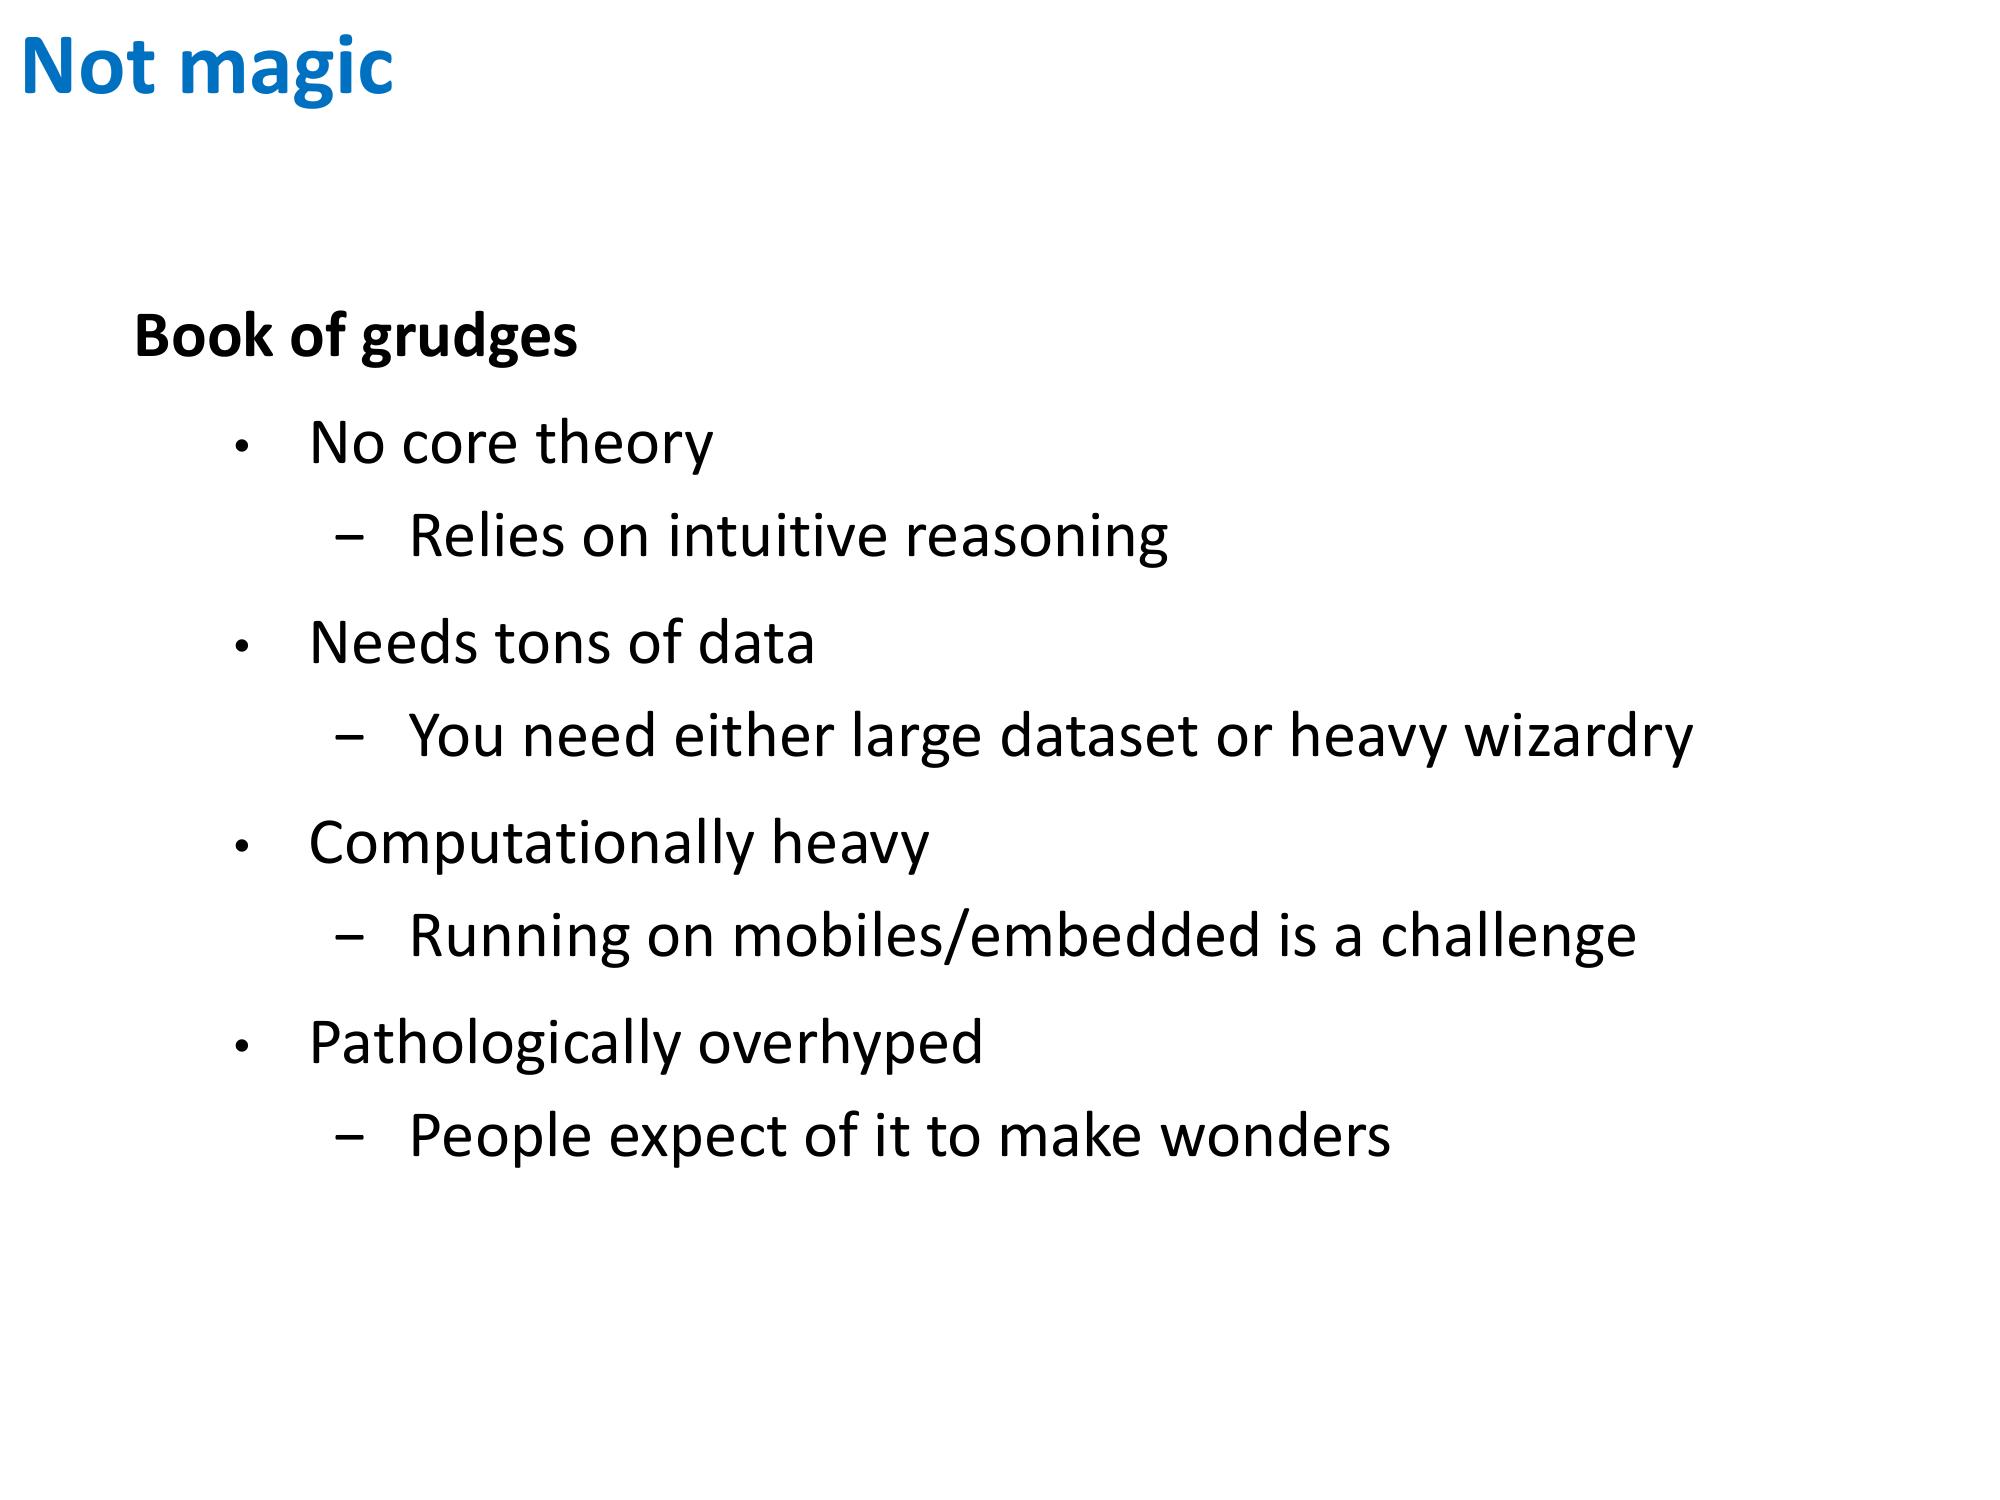 Not magic
Book of grudges
• No core theory
– Relies on intuitive reasoning
• Needs tons of data
– You need either large dataset or heavy wizardry
• Computationally heavy
– Running on mobiles/embedded is a challenge
• Pathologically overhyped
– People expect of it to make wonders